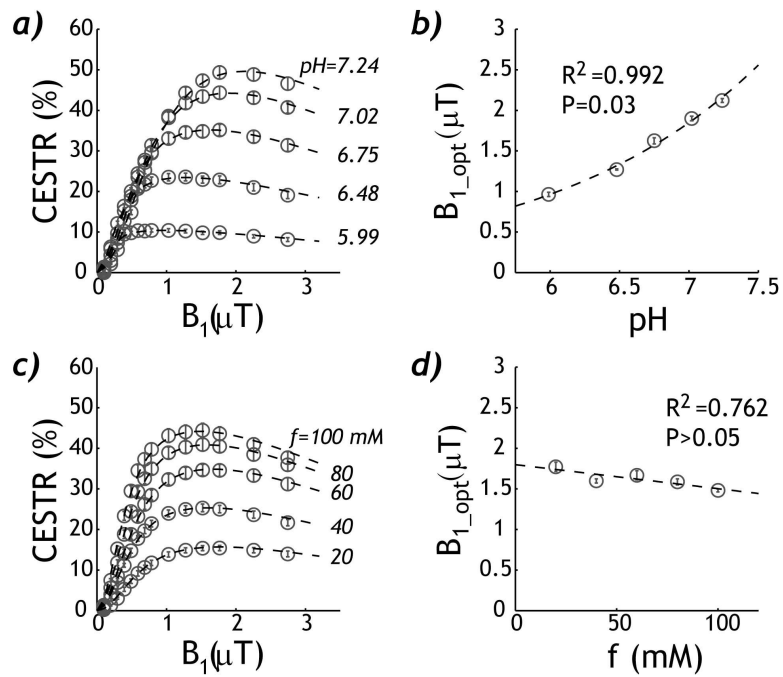 a)
CESTR (%)
60
50
40
30
20
10
0
pH=7.24
7.02
6.75
6.48
5.99
0
1
2
3
B1(μT)
b)
B1_opt(μT)
3
2.5
2
1.5
1
0.5
0
R2=0.992
P=0.03
6
6.5
7
7.5
pH
c)
CESTR (%)
60
50
40
30
20
10
0
f=100 mM
80
60
40
20
0
1
2
3
B1(μT)
d)
B1_opt(μT)
3
2.5
2
1.5
1
0.5
0
R2=0.762
P>0.05
0
50
100
f (mM)